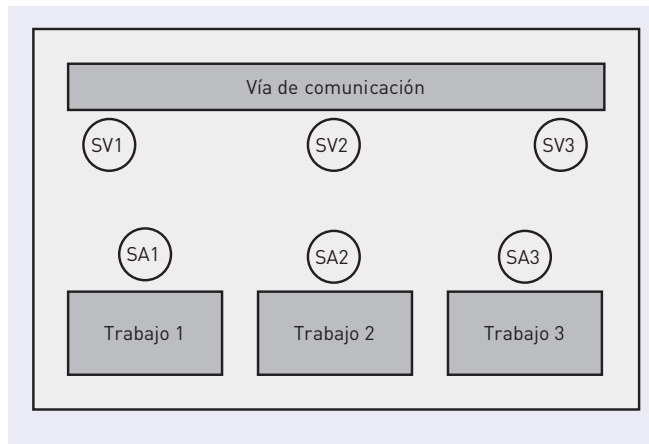 Vía de comunicación
SV1 SV2 SV3
SA1 SA2 SA3
Trabajo 1 Trabajo 2 Trabajo 3